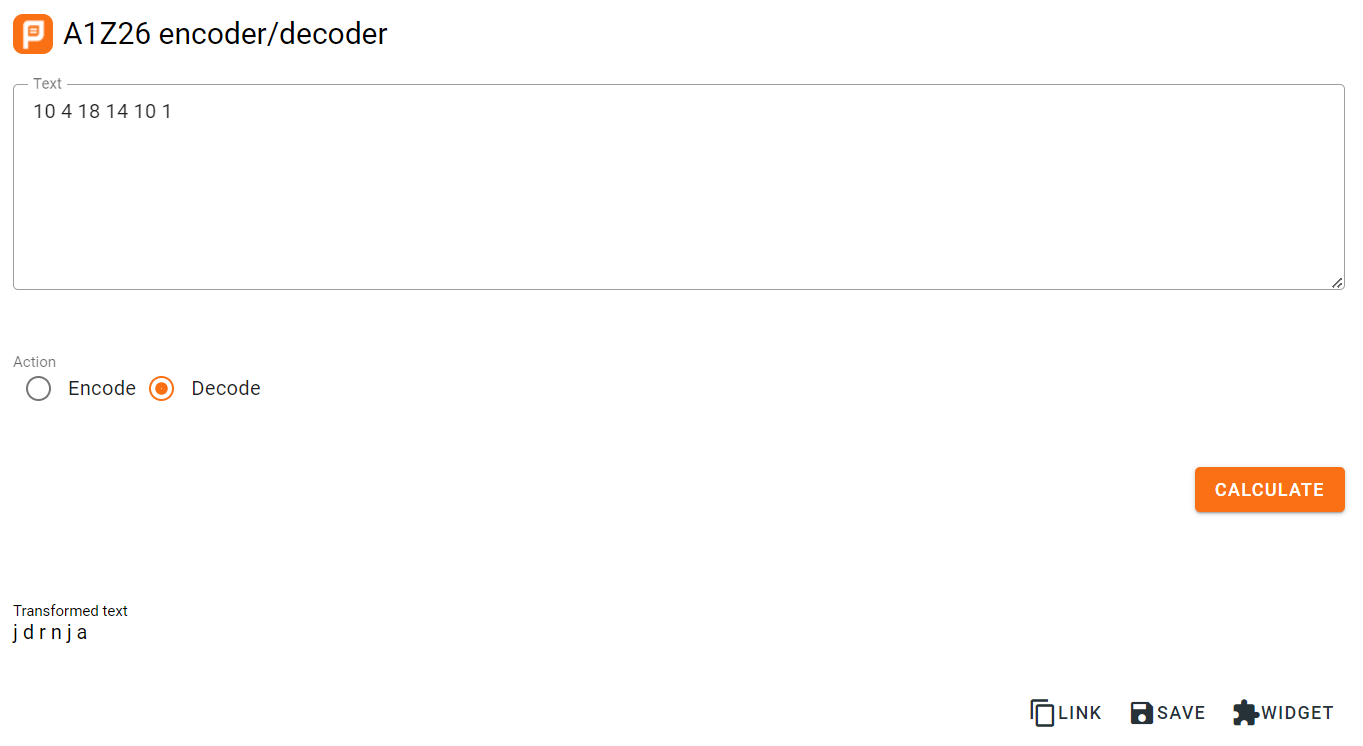 A1Z26 encoder/decoder
Text
10 4 18 14 10 1
Action
Encode Decode
CALCULATE
Transformed text
j d r n j a
LINK SAVE WIDGET